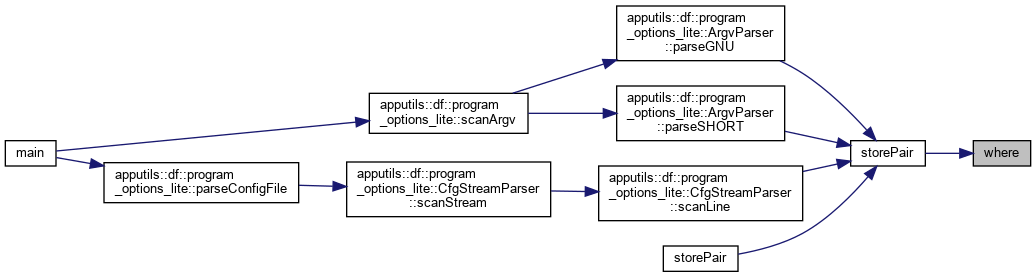 apputils::df::program
_options_lite::ArgvParser
::parseGNU
apputils::df::program
_options_lite::scanArgv
apputils::df::program
_options_lite::ArgvParser
::parseSHORT
main
storePair
where
apputils::df::program
_options_lite::parseConfigFile
apputils::df::program
_options_lite::CfgStreamParser
::scanStream
apputils::df::program
_options_lite::CfgStreamParser
::scanLine
storePair